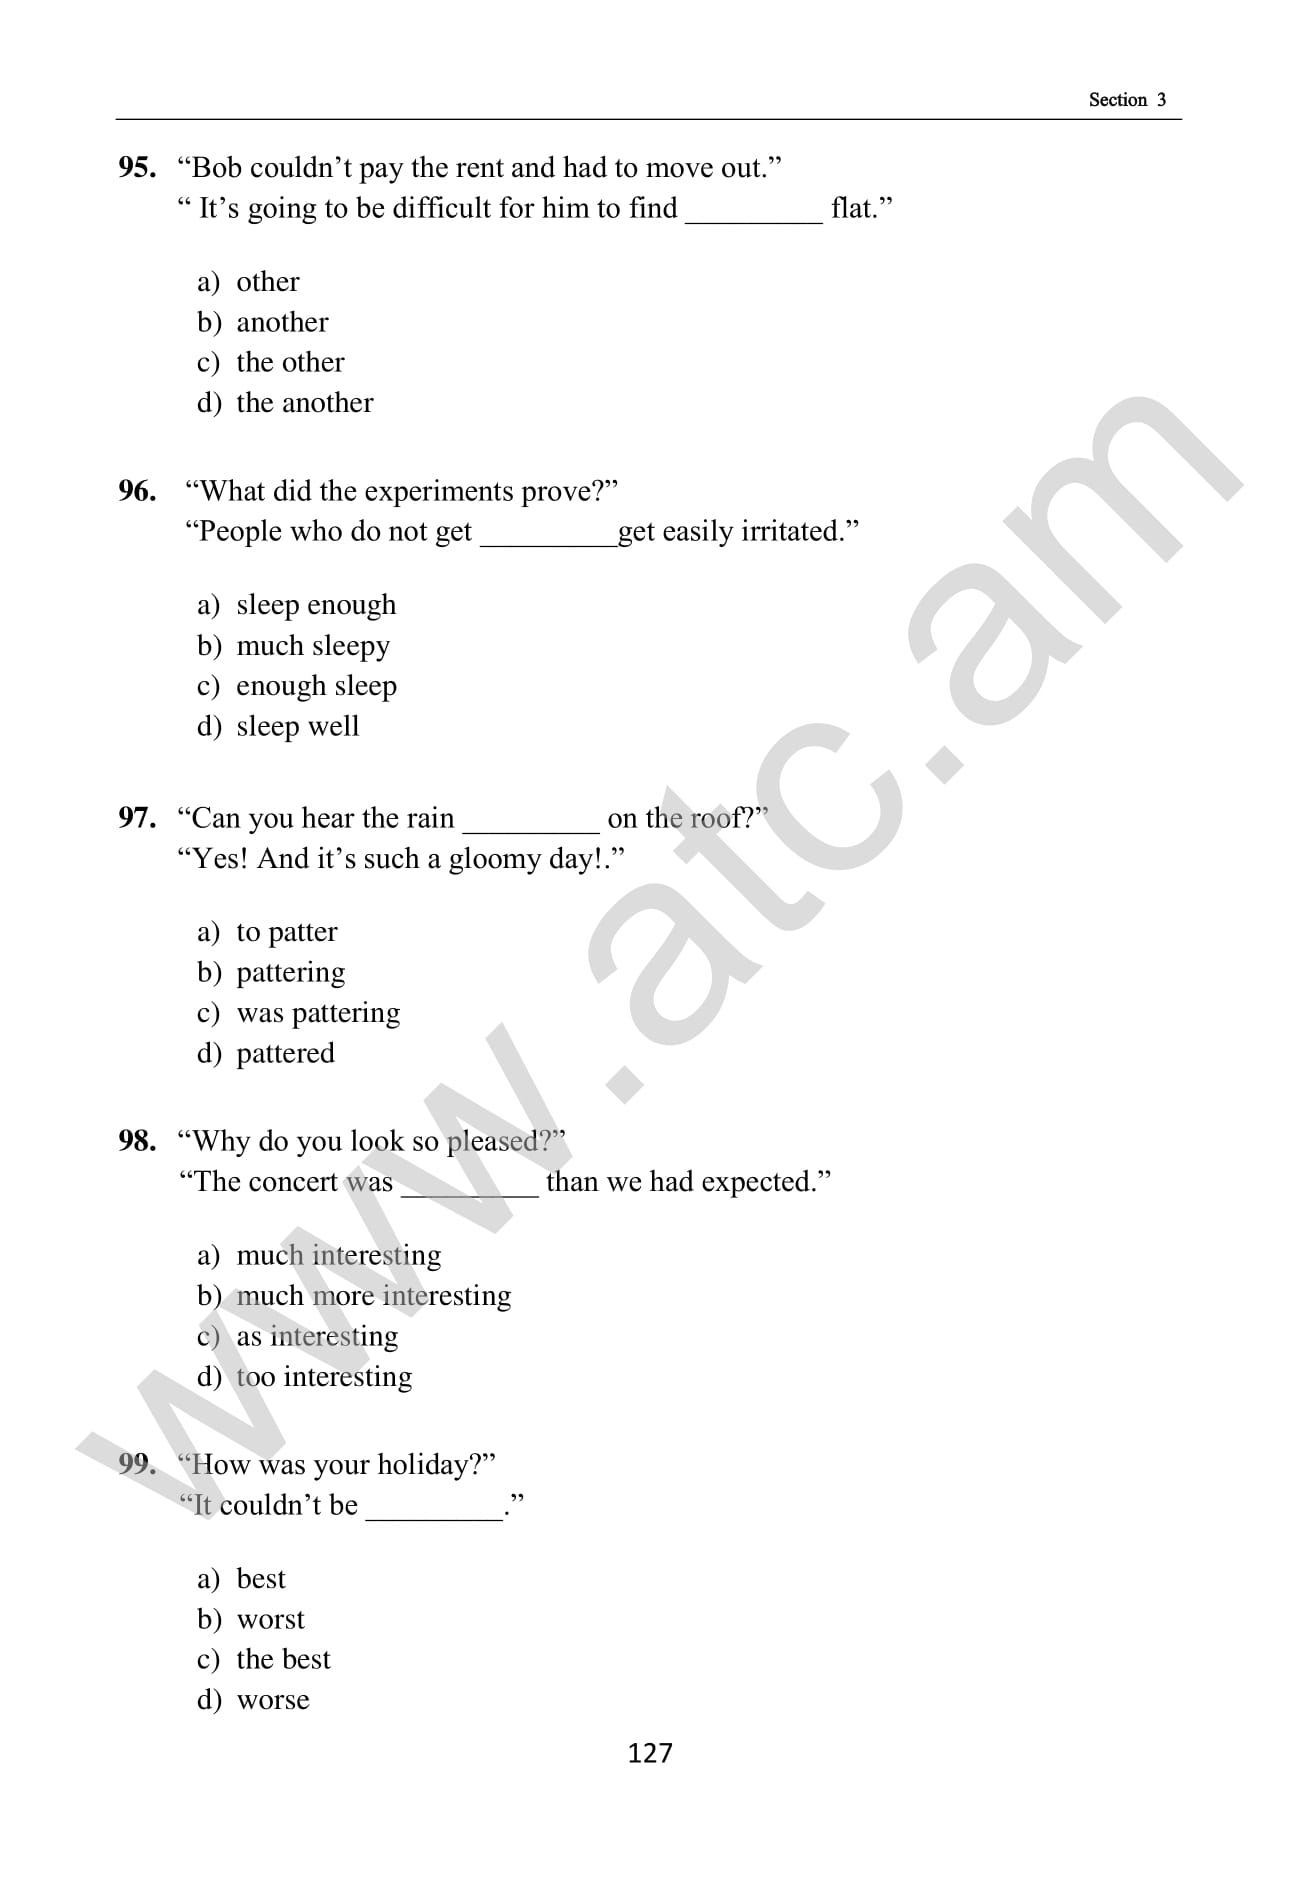 Section 3
95. “Bob couldn’t pay the rent and had to move out.”
“ It’s going to be difficult for him to find _________ flat.”
a) other
b) another
c) the other
d) the another
96. “What did the experiments prove?”
“People who do not get _________get easily irritated.”
a) sleep enough
b) much sleepy
c) enough sleep
d) sleep well
97. “Can you hear the rain _________ on the roof?”
“Yes! And it’s such a gloomy day!.”
a) to patter
b) pattering
c) was pattering
d) pattered
98. “Why do you look so pleased?”
“The concert was _________ than we had expected.”
a) much interesting
b) much more interesting
c) as interesting
d) too interesting
99. “How was your holiday?”
“It couldn’t be _________.”
a) best
b) worst
c) the best
d) worse
127
www.atc.am